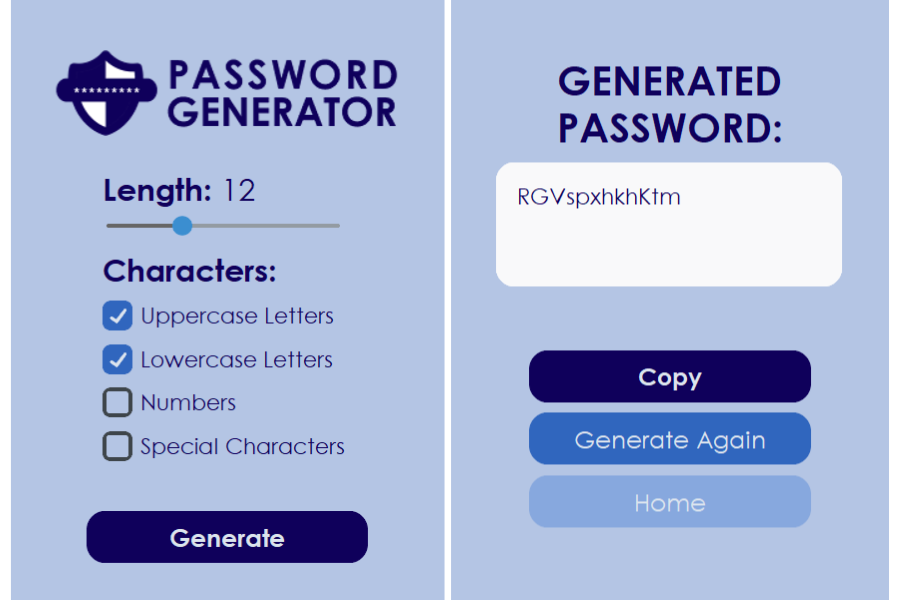 PASSWORD
GENERATOR
Length: 12
Characters:
Uppercase Letters
Lowercase Letters
Numbers
Special Characters
Generate
GENERATED
PASSWORD:
RGVspxhkhKtm
Copy
Generate Again
Home